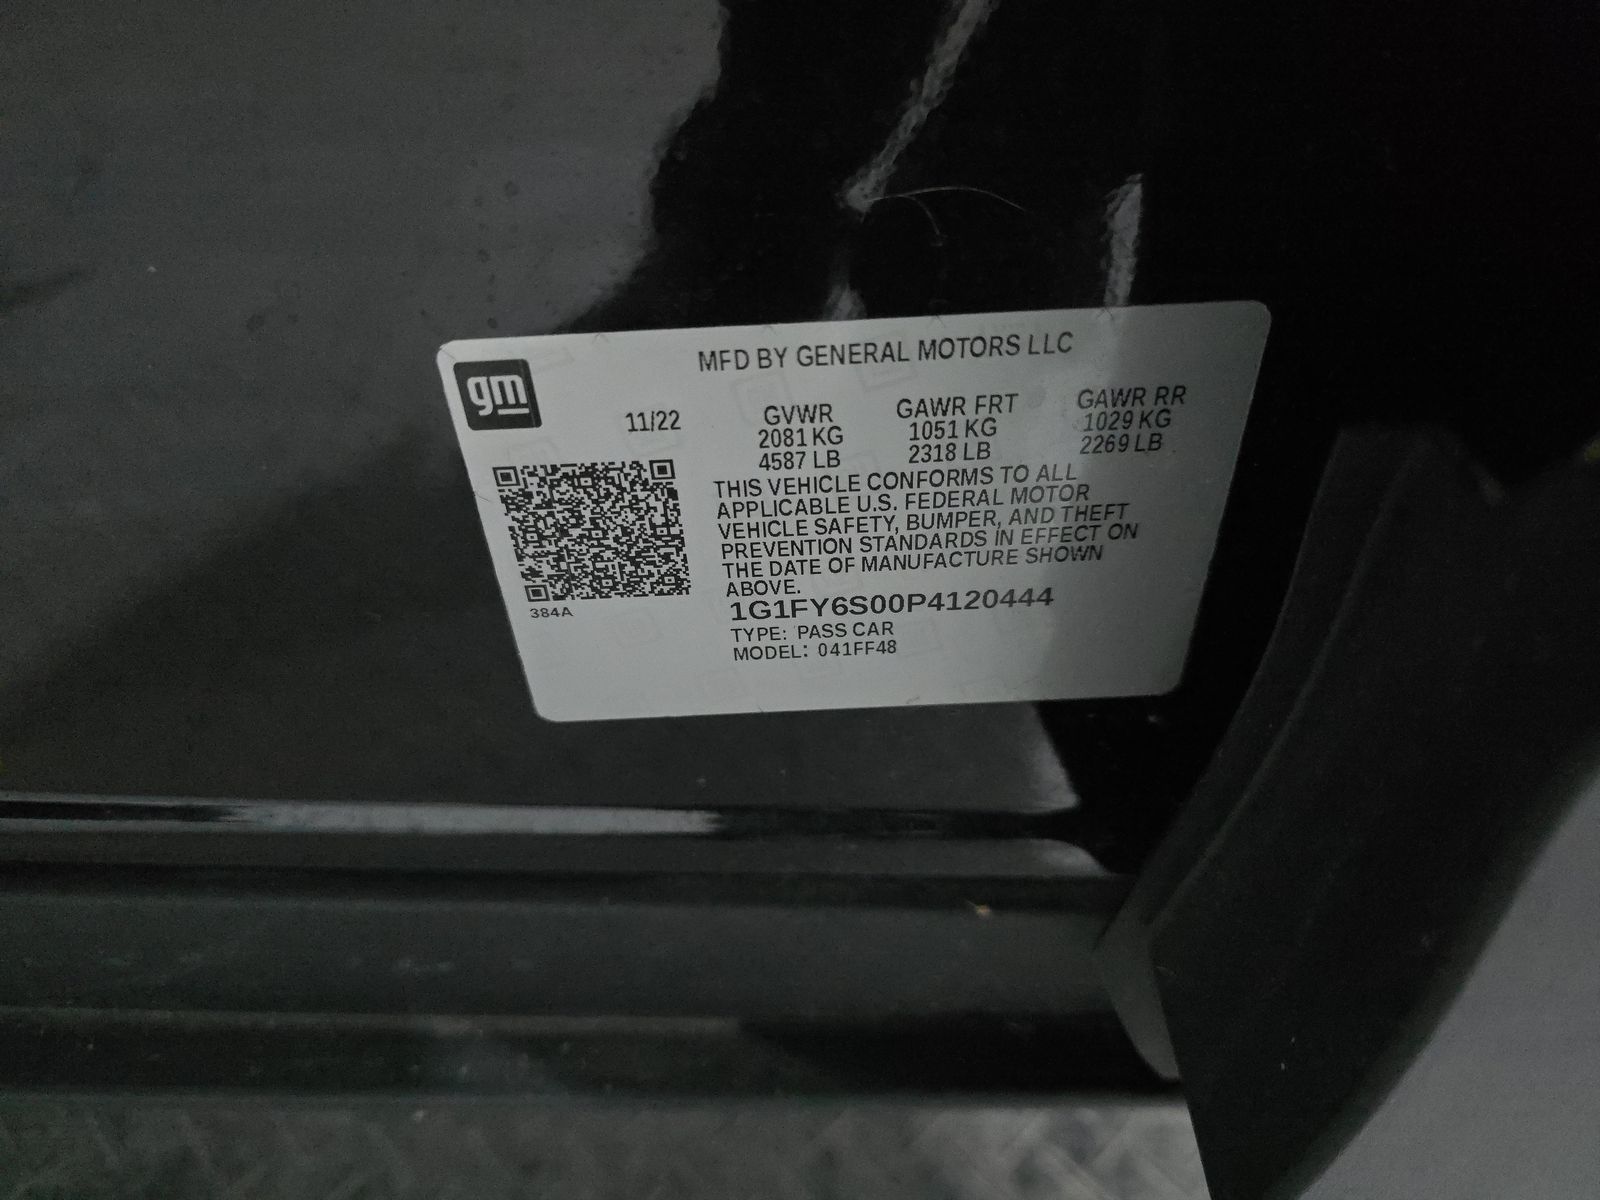 MFD BY GENERAL MOTORS LLC
gm
11/22
GVWR GAWR FRT GAWR RR
2081 KG 1051 KG 1029 KG
4587 LB 2318 LB 2269 LB
THIS VEHICLE CONFORMS TO ALL
APPLICABLE U.S. FEDERAL MOTOR
VEHICLE SAFETY, BUMPER, AND THEFT
PREVENTION STANDARDS IN EFFECT ON
THE DATE OF MANUFACTURE SHOWN
ABOVE.
384A
1G1FY6S00P4120444
TYPE: PASS CAR
MODEL: 041FF48